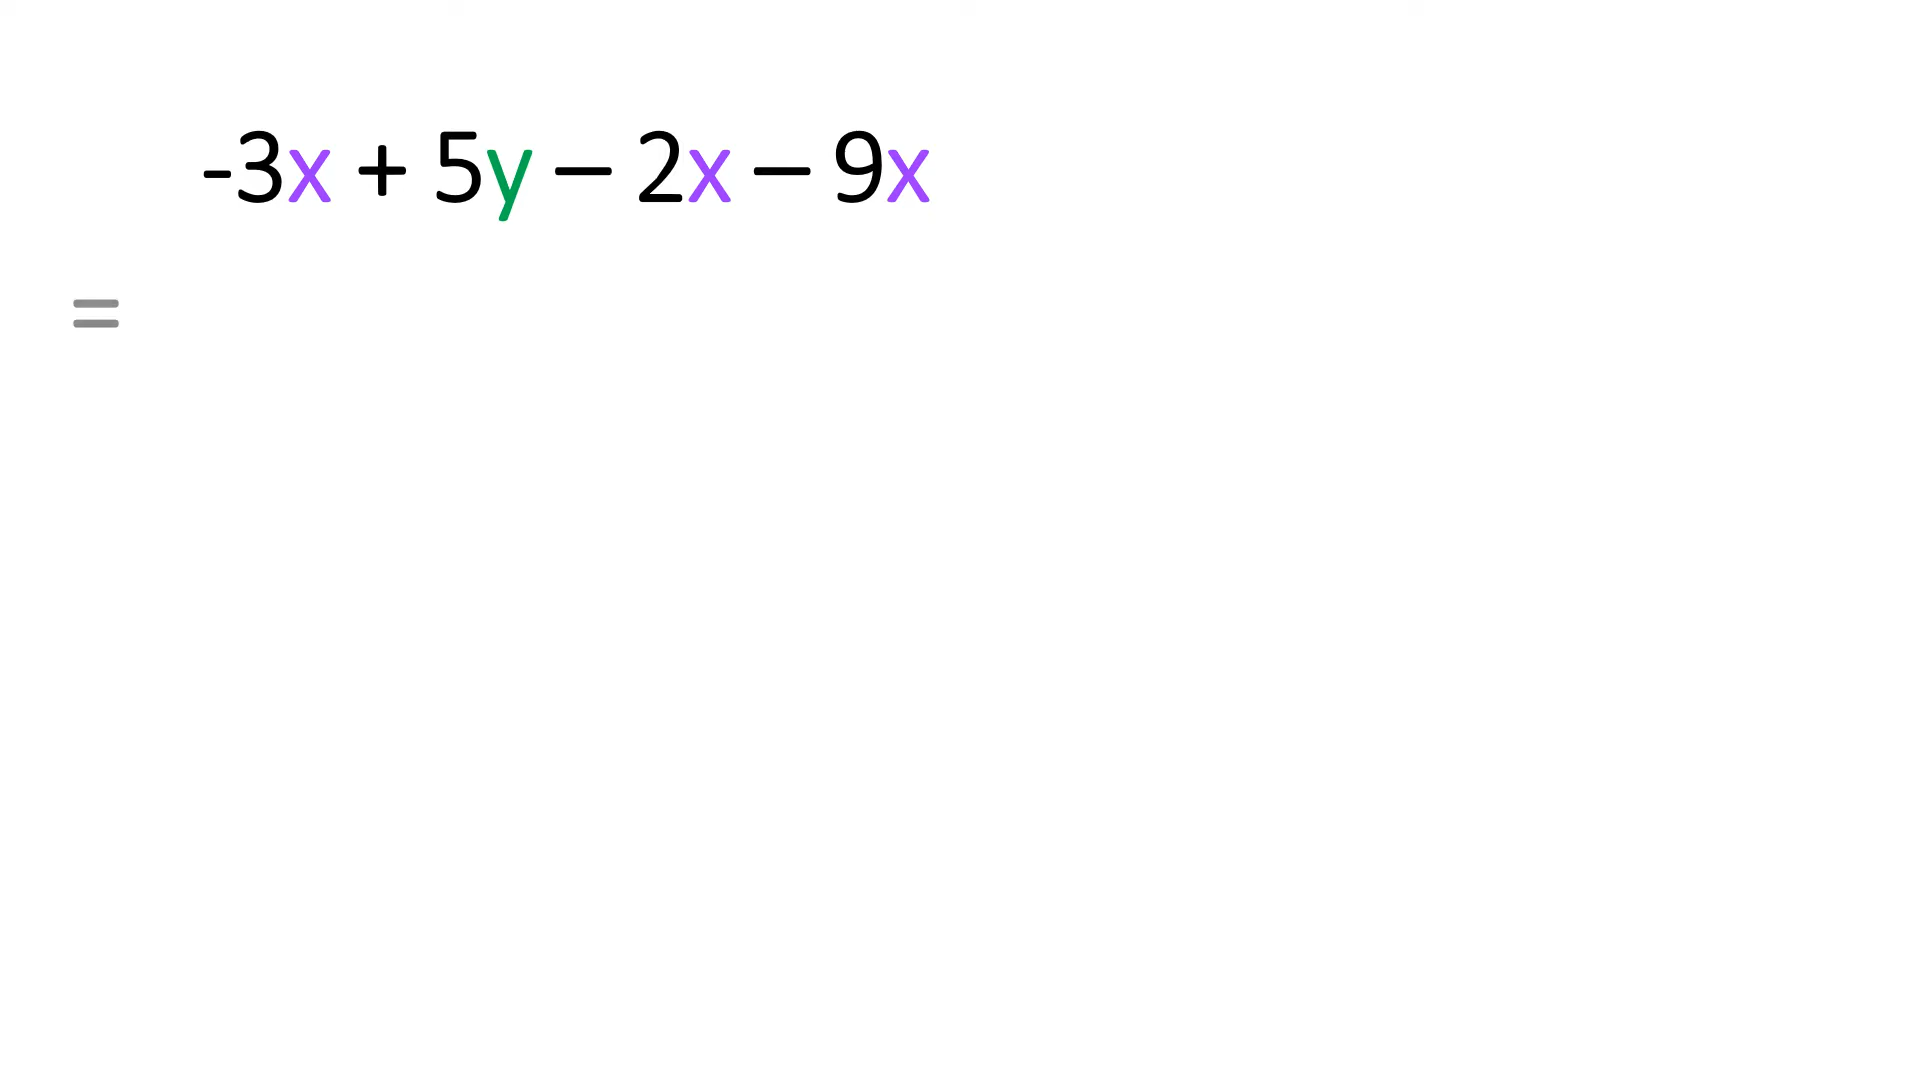 -3x + 5y – 2x – 9x
=